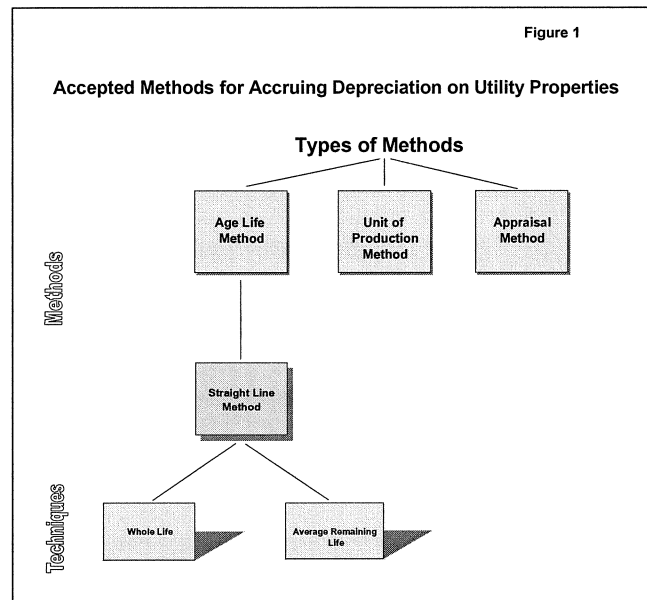 Figure 1
Accepted Methods for Accruing Depreciation on Utility Properties
Types of Methods
Age Life
Method
Unit of
Production
Method
Appraisal
Method
Methods
Straight Line
Method
Techniques
Whole Life
Average Remaining
Life